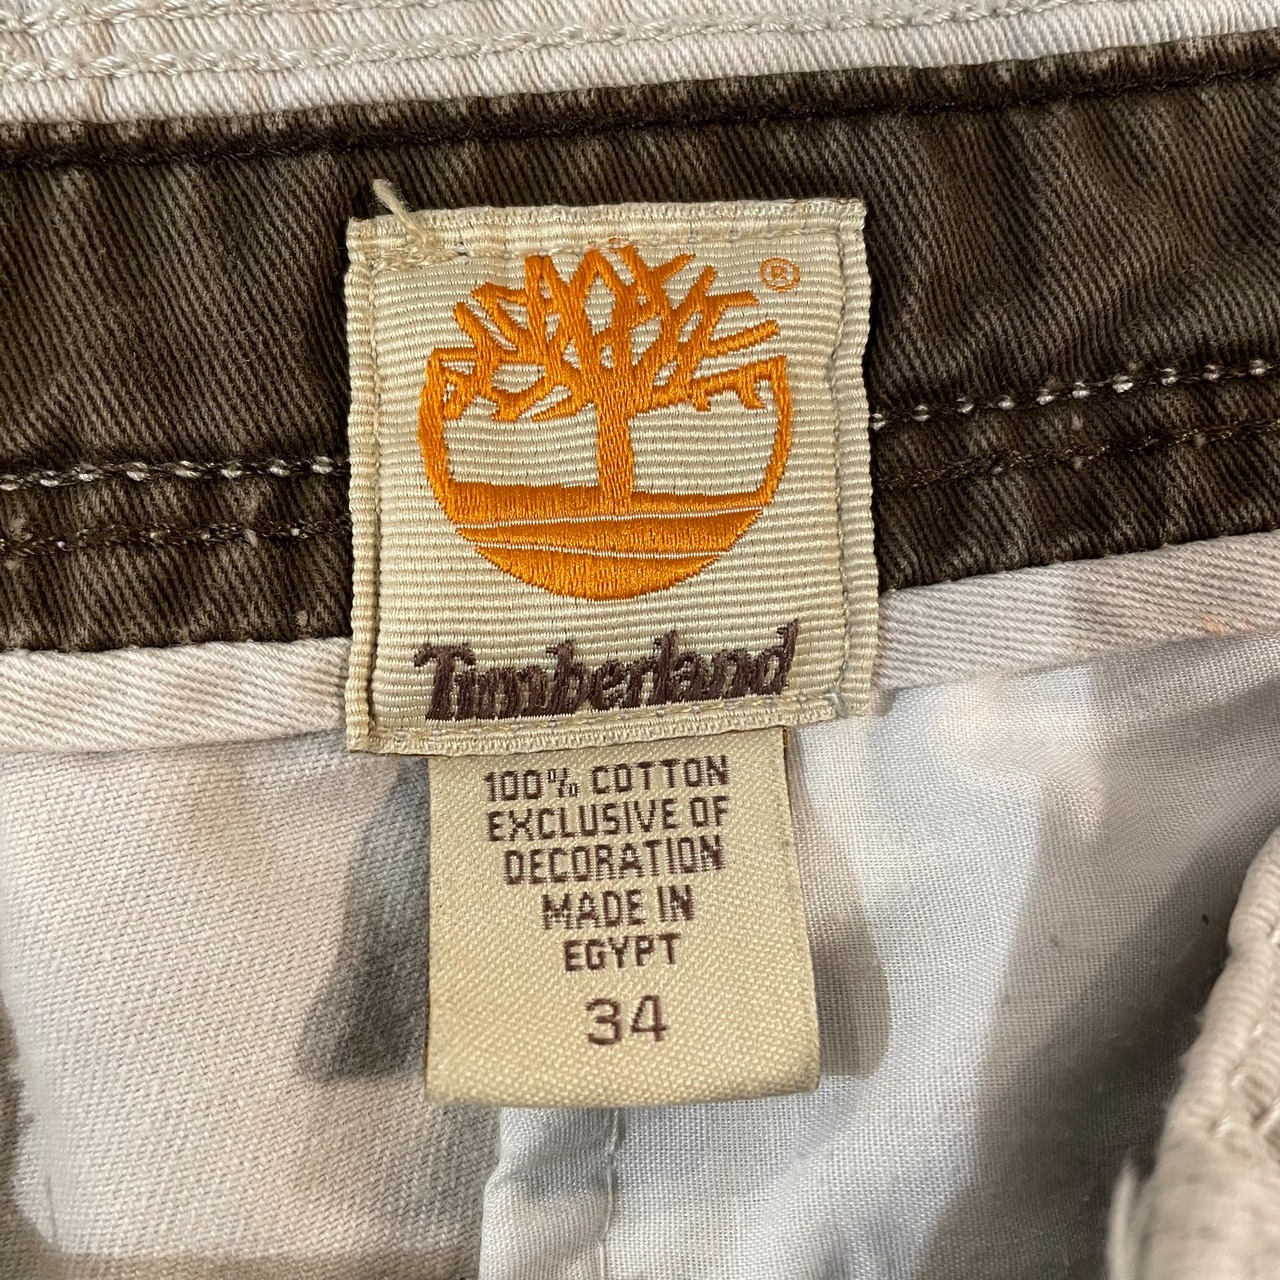 ®
Timberland
100% COTTON
EXCLUSIVE OF
DECORATION
MADE IN
EGYPT
34